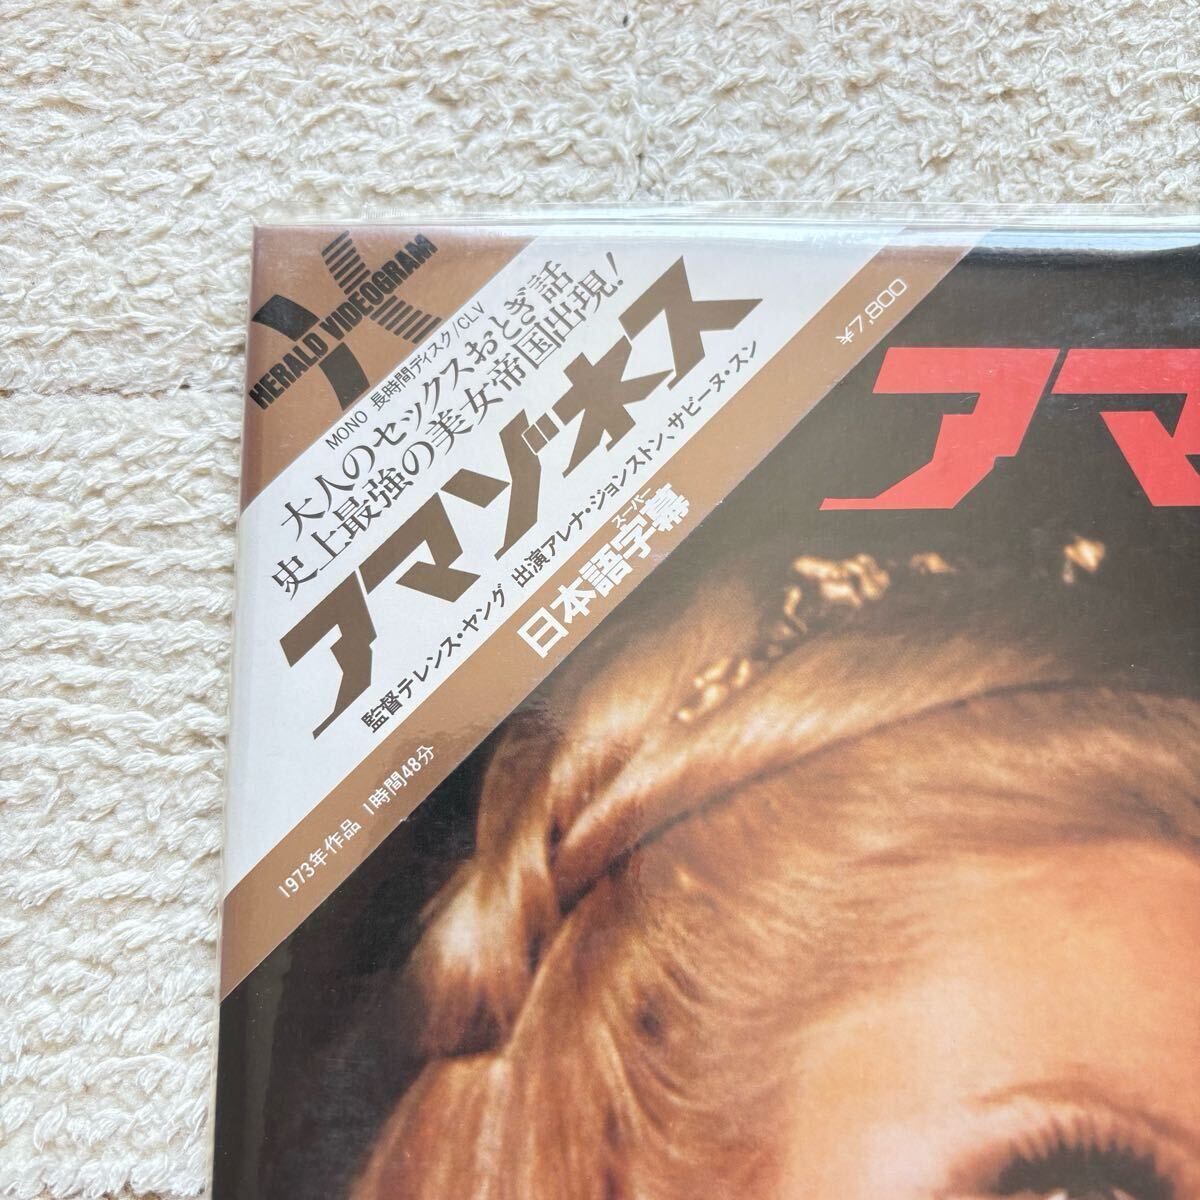 HERALD VIDEOGRAM
MONO 長時間ディスク/CLV
大人のセックスおとぎ話
史上最強の美女帝国出現!
アマゾネス
監督テレンス・ヤング 出演アレナ・ジョンストン、サビーヌ・スン
スーパー
日本語字幕
1973年作品 1時間48分
¥7,800
アマ